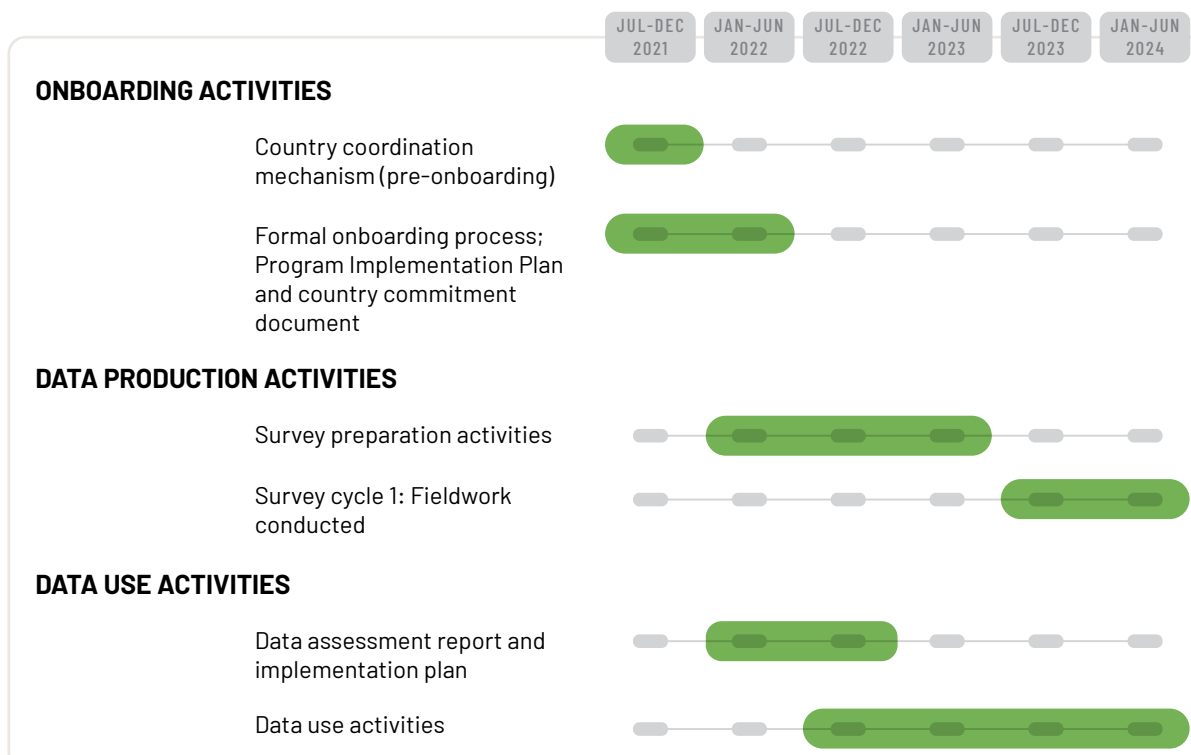 JUL-DEC 2021
JAN-JUN 2022
JUL-DEC 2022
JAN-JUN 2023
JUL-DEC 2023
JAN-JUN 2024
ONBOARDING ACTIVITIES
Country coordination
mechanism (pre-onboarding)
Formal onboarding process;
Program Implementation Plan
and country commitment
document
DATA PRODUCTION ACTIVITIES
Survey preparation activities
Survey cycle 1: Fieldwork
conducted
DATA USE ACTIVITIES
Data assessment report and
implementation plan
Data use activities